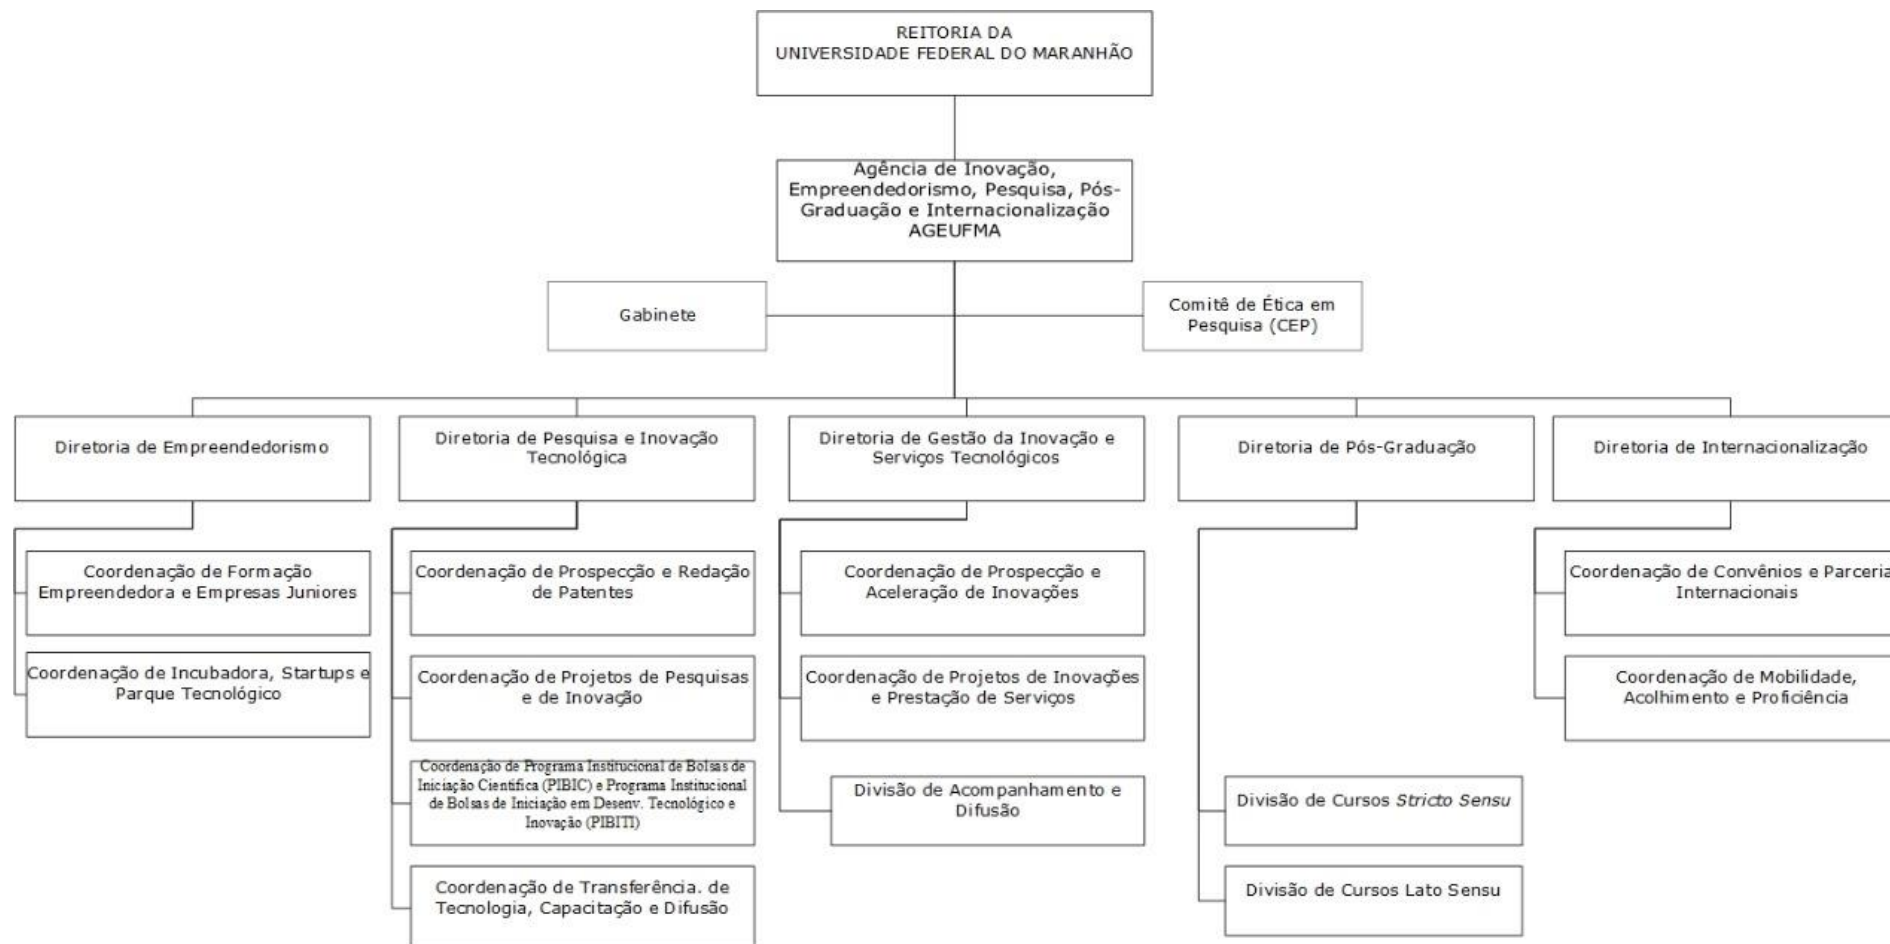 REITORIA DA
UNIVERSIDADE FEDERAL DO MARANHÃO
Agência de Inovação,
Empreendedorismo, Pesquisa, Pós-
Graduação e Internacionalização
AGEUFMA
Gabinete
Comitê de Ética em
Pesquisa (CEP)
Diretoria de Empreendedorismo
Diretoria de Pesquisa e Inovação
Tecnológica
Diretoria de Gestão da Inovação e
Serviços Tecnológicos
Diretoria de Pós-Graduação
Diretoria de Internacionalização
Coordenação de Formação
Empreendedora e Empresas Juniores
Coordenação de Incubadora, Startups e
Parque Tecnológico
Coordenação de Prospecção e Redação
de Patentes
Coordenação de Projetos de Pesquisas
e de Inovação
Coordenação de Programa Institucional de Bolsas de
Iniciação Científica (PIBIC) e Programa Institucional
de Bolsas de Iniciação em Desenv. Tecnológico e
Inovação (PIBITI)
Coordenação de Transferência. de
Tecnologia, Capacitação e Difusão
Coordenação de Prospecção e
Aceleração de Inovações
Coordenação de Projetos de Inovações
e Prestação de Serviços
Divisão de Acompanhamento e
Difusão
Divisão de Cursos Stricto Sensu
Divisão de Cursos Lato Sensu
Coordenação de Convênios e Parceria
Internacionais
Coordenação de Mobilidade,
Acolhimento e Proficiência